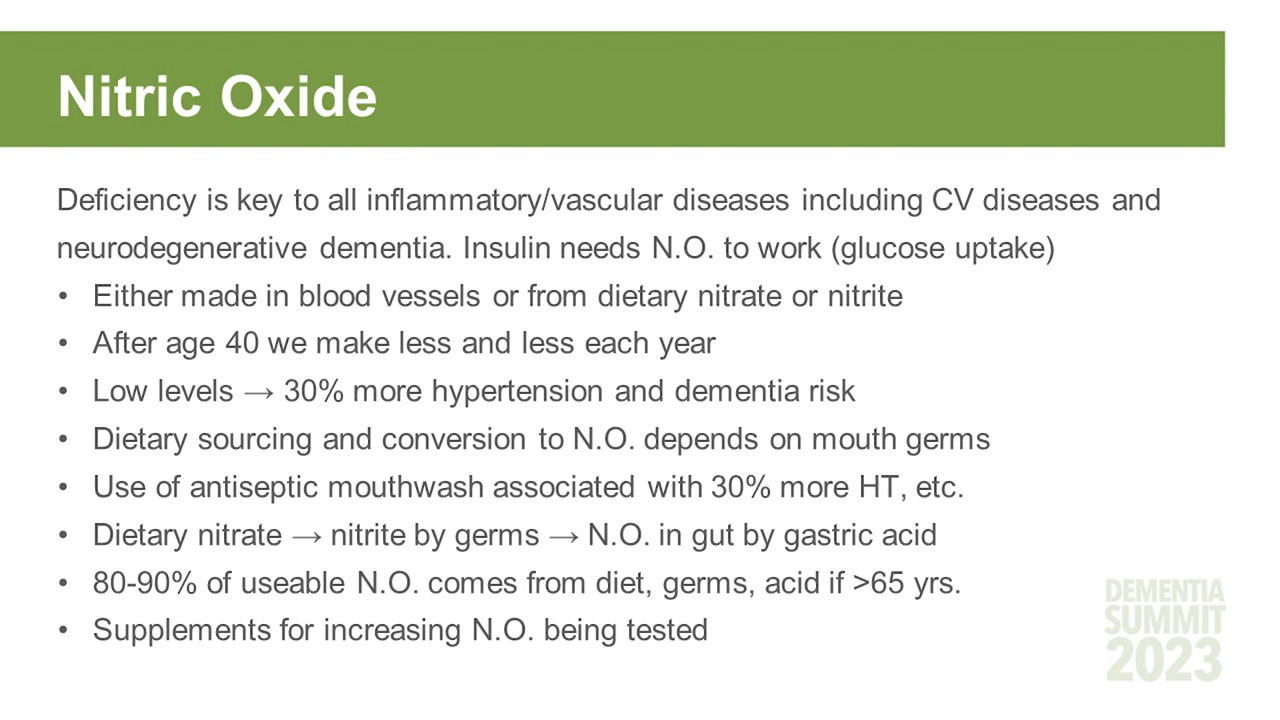 Nitric Oxide
Deficiency is key to all inflammatory/vascular diseases including CV diseases and
neurodegenerative dementia. Insulin needs N.O. to work (glucose uptake)
• Either made in blood vessels or from dietary nitrate or nitrite
• After age 40 we make less and less each year
• Low levels → 30% more hypertension and dementia risk
• Dietary sourcing and conversion to N.O. depends on mouth germs
• Use of antiseptic mouthwash associated with 30% more HT, etc.
• Dietary nitrate → nitrite by germs → N.O. in gut by gastric acid
• 80-90% of useable N.O. comes from diet, germs, acid if >65 yrs.
• Supplements for increasing N.O. being tested
DEMENTIA
SUMMIT
2023